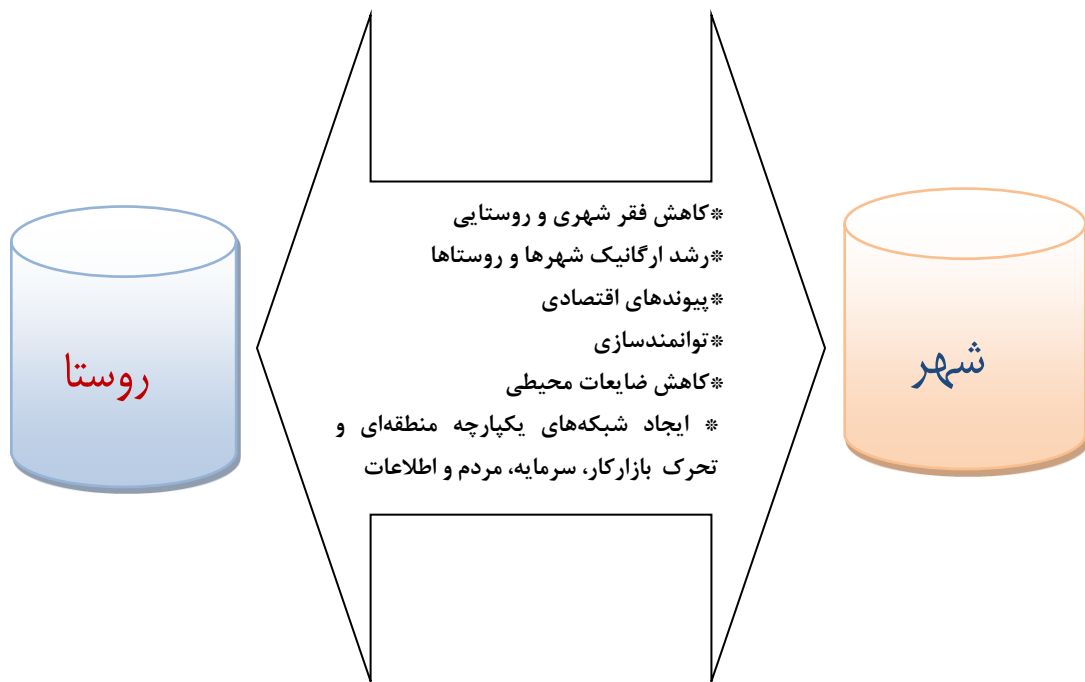 *کاهش فقر شهری و روستایی
*رشد ارگانیک شهرها و روستاها
*پیوندهای اقتصادی
*توانمندسازی
*کاهش ضایعات محیطی
* ایجاد شبکه‌های یکپارچه منطقه‌ای و
تحرک بازارکار، سرمایه، مردم و اطلاعات
شهر
روستا